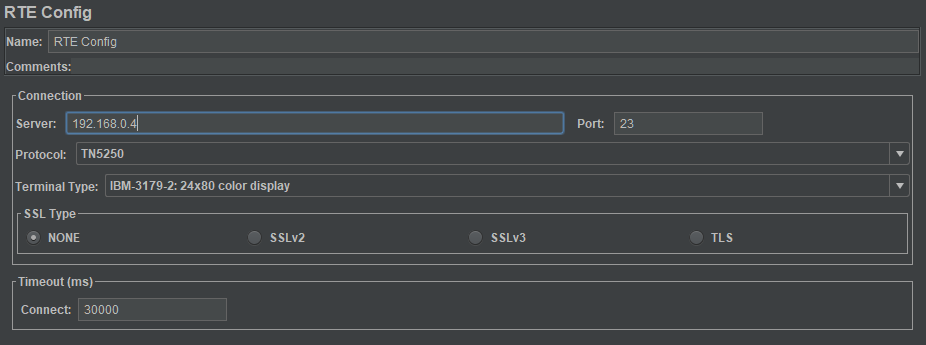 RTE Config
Name: RTE Config
Comments:
Connection
Server: 192.168.0.4 Port: 23
Protocol: TN5250
Terminal Type: IBM-3179-2: 24x80 color display
SSL Type
NONE SSLv2 SSLv3 TLS
Timeout (ms)
Connect: 30000